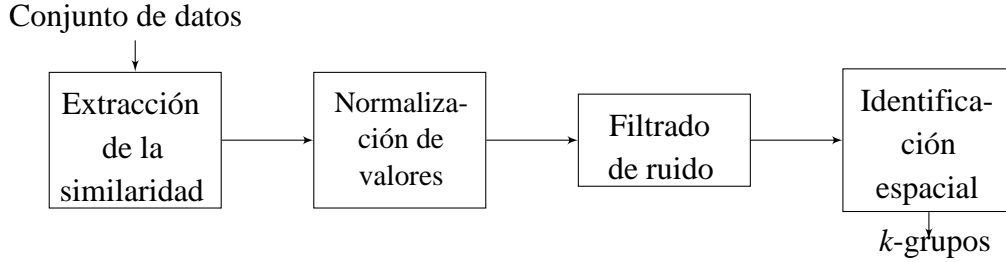 Conjunto de datos
Extracción
de la
similaridad
Normaliza-
ción de
valores
Filtrado
de ruido
Identifica-
ción
espacial
k-grupos